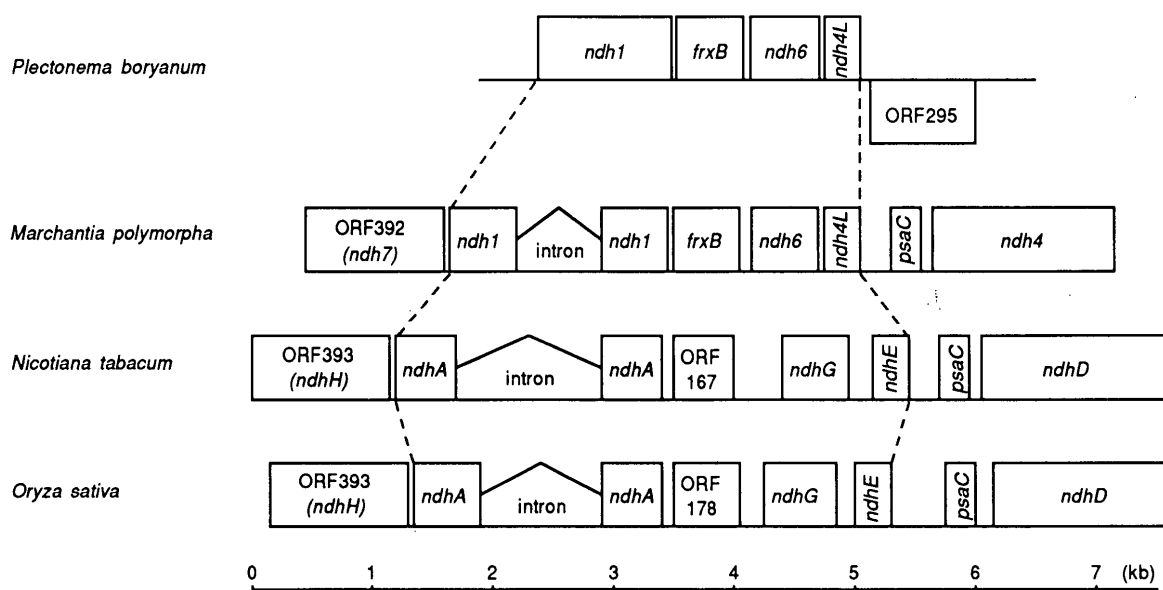 Plectonema boryanum
ndh1 frxB ndh6 ndh4L
ORF295
Marchantia polymorpha
ORF392
(ndh7)
ndh1 intron ndh1 frxB ndh6 ndh4L psaC ndh4
Nicotiana tabacum
ORF393
(ndhH)
ndhA intron ndhA ORF
167
ndhG ndhE psaC ndhD
Oryza sativa
ORF393
(ndhH)
ndhA intron ndhA ORF
178
ndhG ndhE psaC ndhD
0 1 2 3 4 5 6 7 (kb)